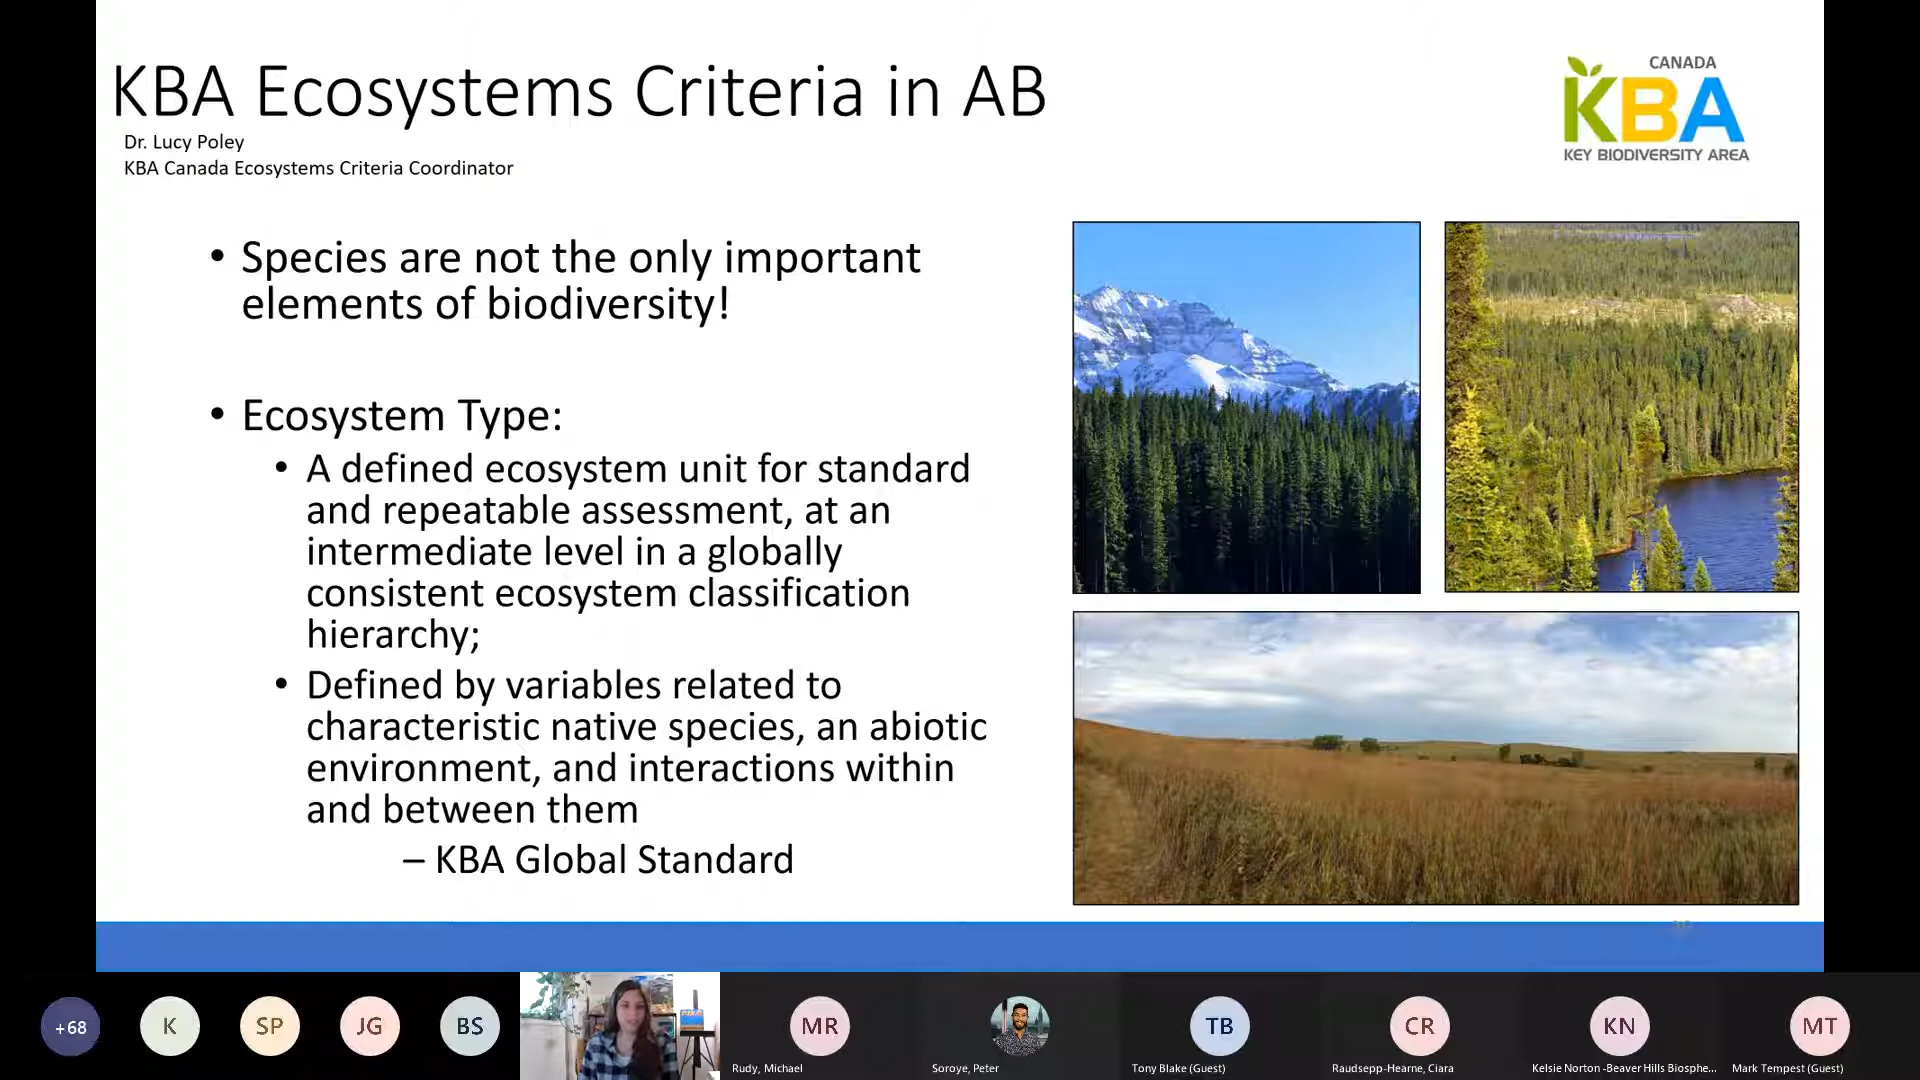 KBA Ecosystems Criteria in AB
Dr. Lucy Poley
KBA Canada Ecosystems Criteria Coordinator
CANADA
KBA
KEY BIODIVERSITY AREA
• Species are not the only important
elements of biodiversity!
• Ecosystem Type:
• A defined ecosystem unit for standard
and repeatable assessment, at an
intermediate level in a globally
consistent ecosystem classification
hierarchy;
• Defined by variables related to
characteristic native species, an abiotic
environment, and interactions within
and between them
– KBA Global Standard
+68
K
SP
JG
BS
MR
Rudy, Michael
Soroye, Peter
TB
Tony Blake (Guest)
CR
Raudsepp-Hearne, Ciara
KN
Kelsie Norton -Beaver Hills Biosphe...
MT
Mark Tempest (Guest)